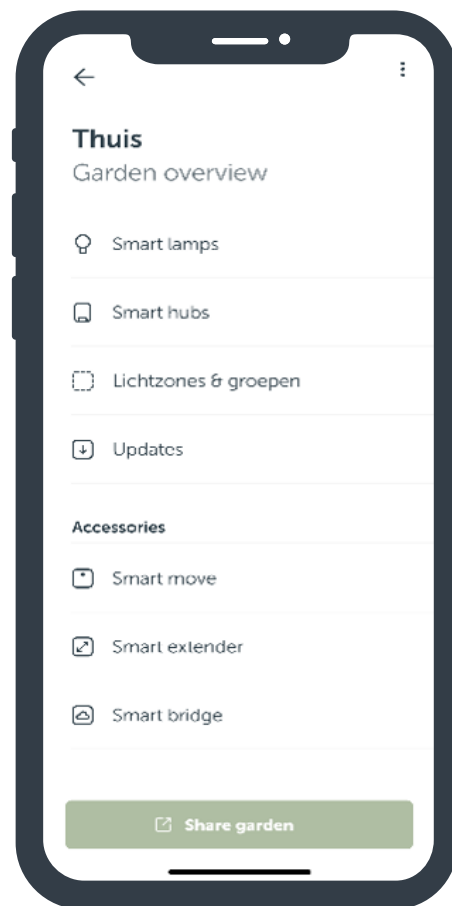 Thuis
Garden overview
Smart lamps
Smart hubs
Lichtzones & groepen
Updates
Accessories
Smart move
Smart extender
Smart bridge
Share garden